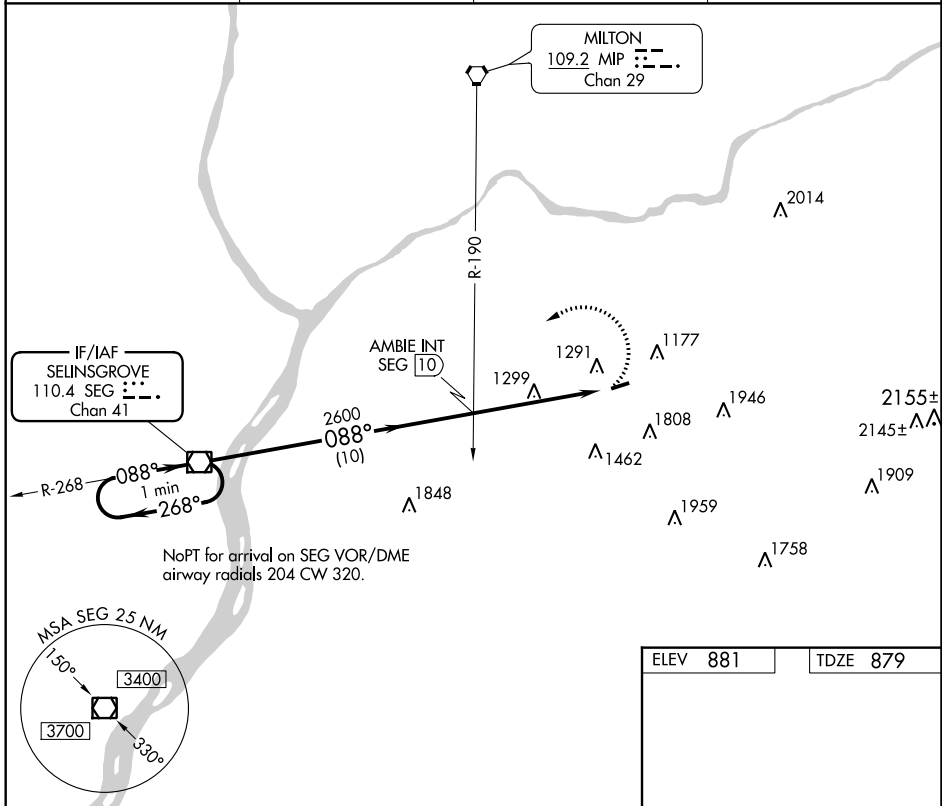 MILTON
109.2 MIP
Chan 29
2014
R-190
AMBIE INT
SEG 10
1291
1177
1299
IF/IAF
SELINSGROVE
110.4 SEG
Chan 41
2600
088°
(10)
1946
2155±
2145±
1808
1462
R-268
088°
1 min
268°
1848
1909
1959
1758
NoPT for arrival on SEG VOR/DME
airway radials 204 CW 320.
MSA SEG 25 NM
150°
3400
3700
330°
ELEV 881
TDZE 879